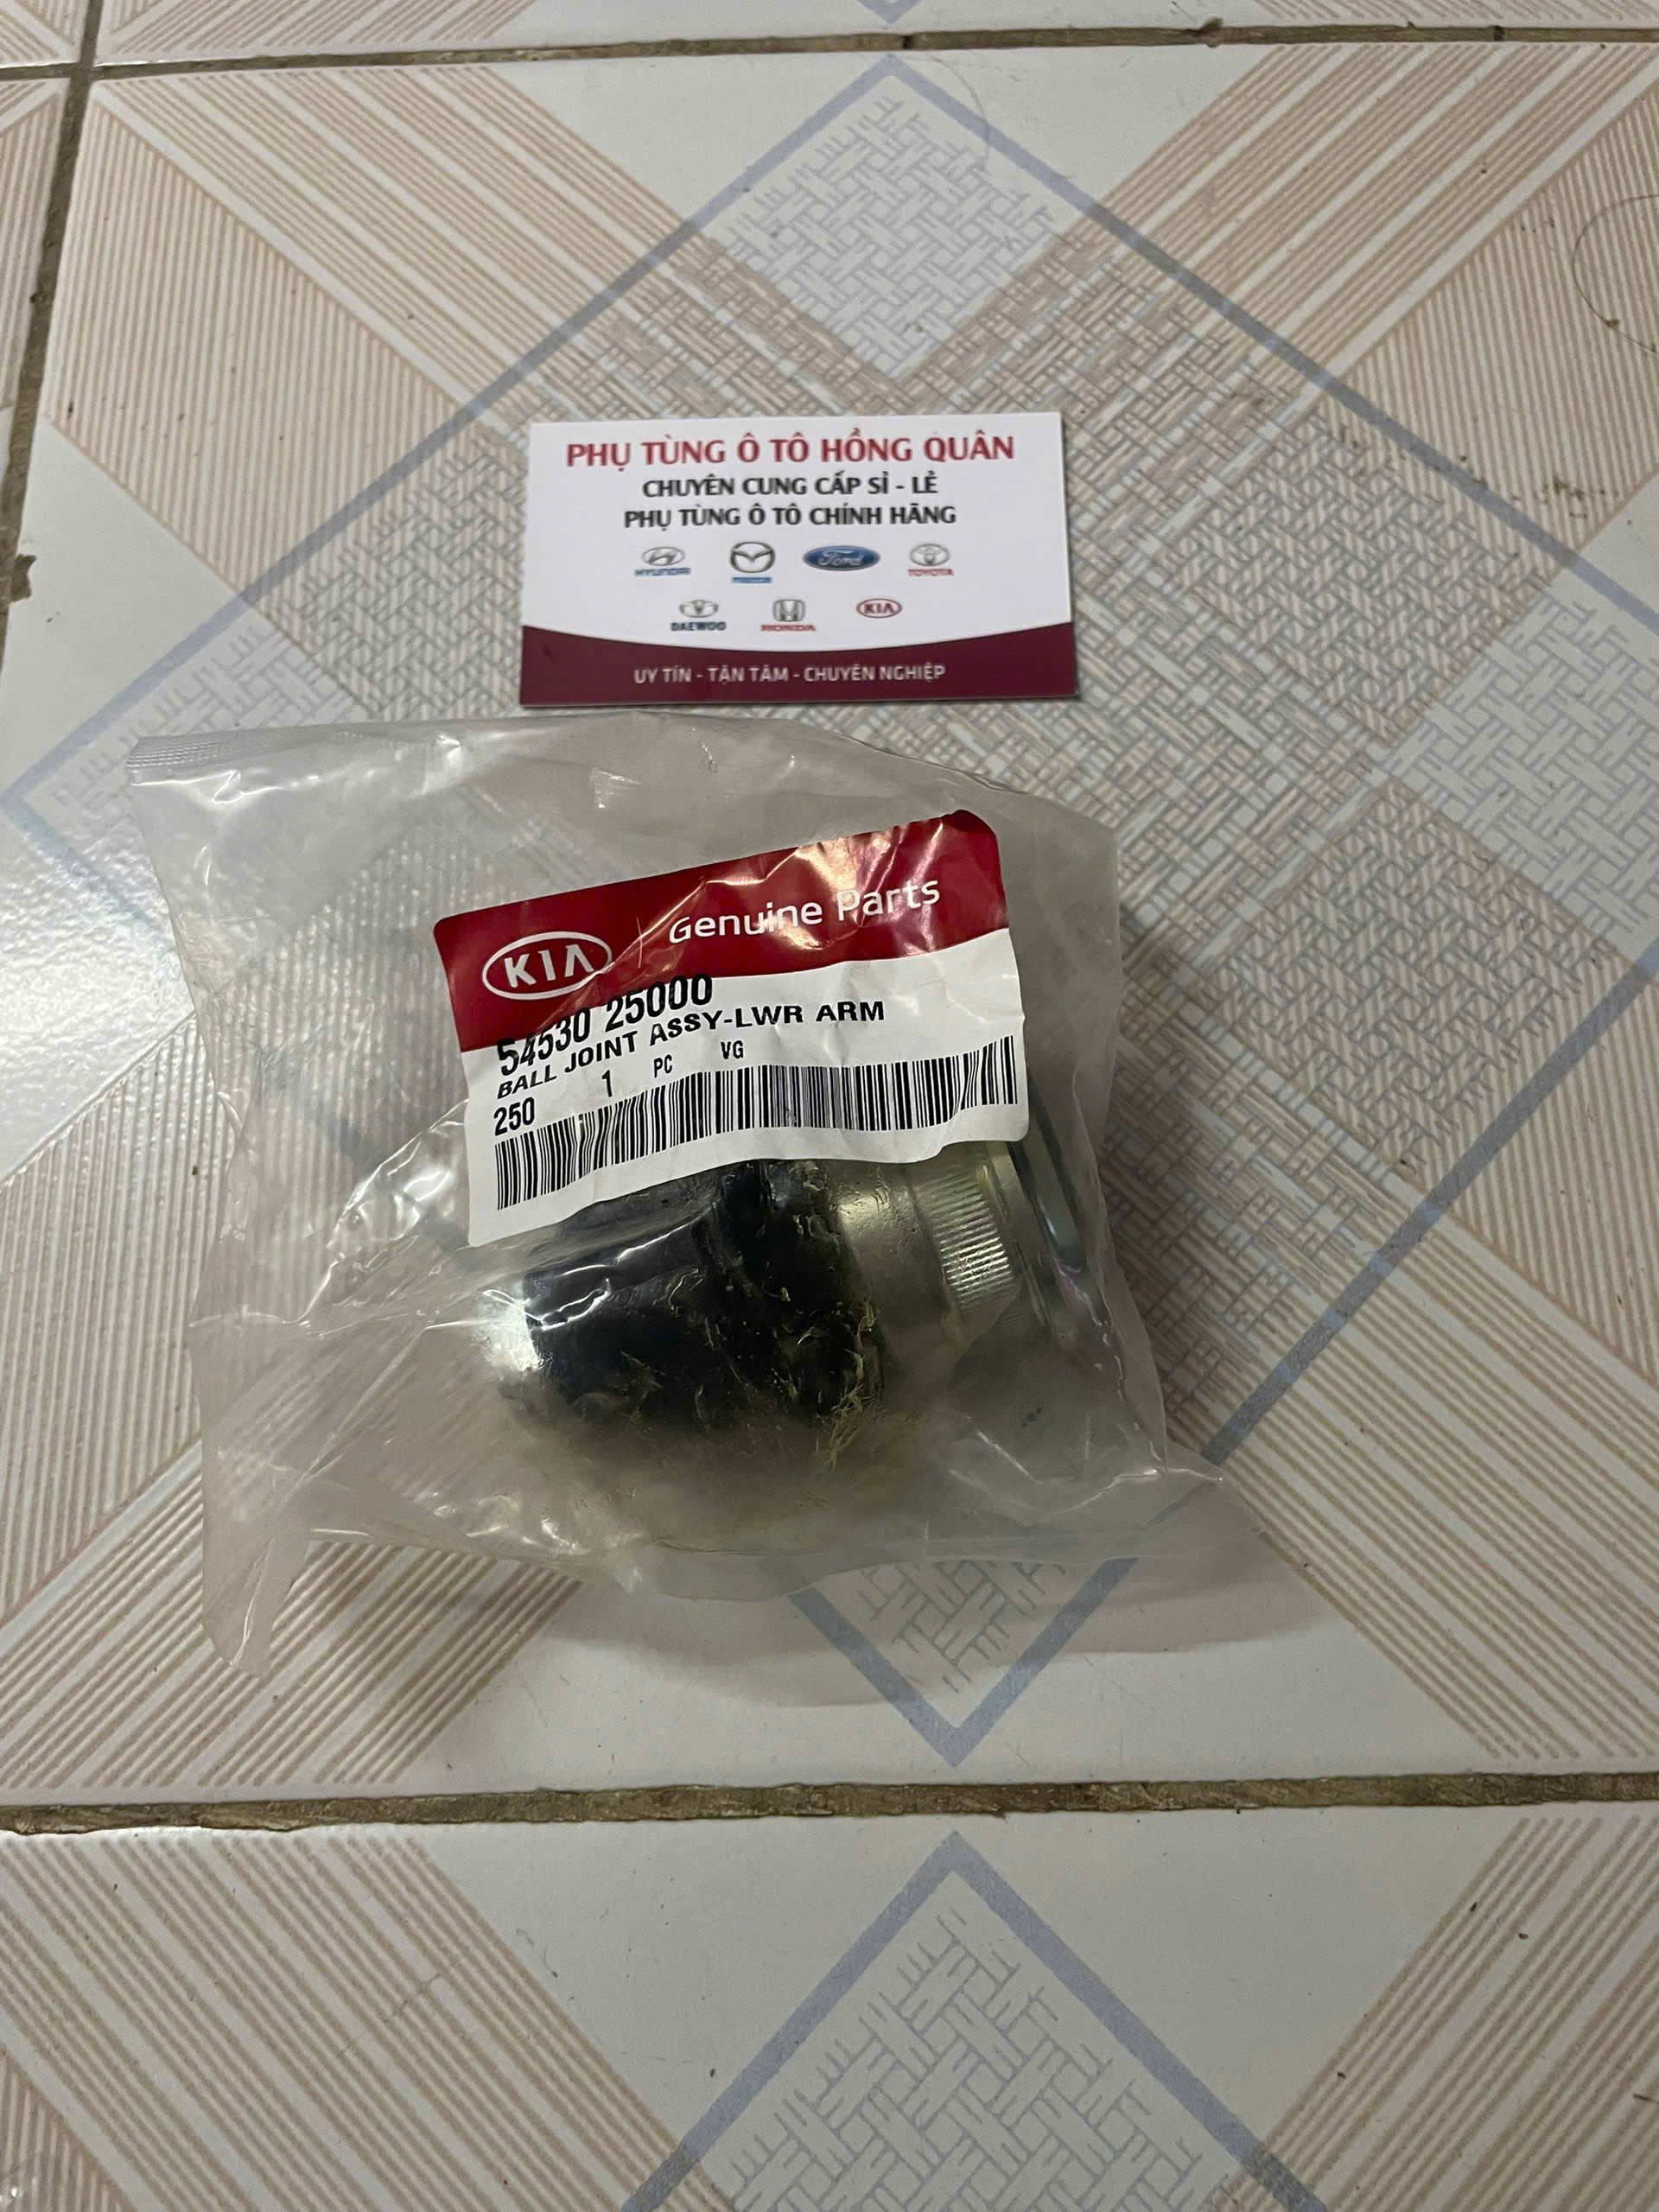 PHỤ TÙNG Ô TÔ HỒNG QUÂN
CHUYÊN CUNG CẤP SỈ - LẺ
PHỤ TÙNG Ô TÔ CHÍNH HÃNG
HYUNDAI
Ford
TOYOTA
DAEWOO
HONDA
KIA
UY TÍN - TẬN TÂM - CHUYÊN NGHIỆP
KIA Genuine Parts
54530 25000
BALL JOINT ASSY-LWR ARM
250 1 PC VG